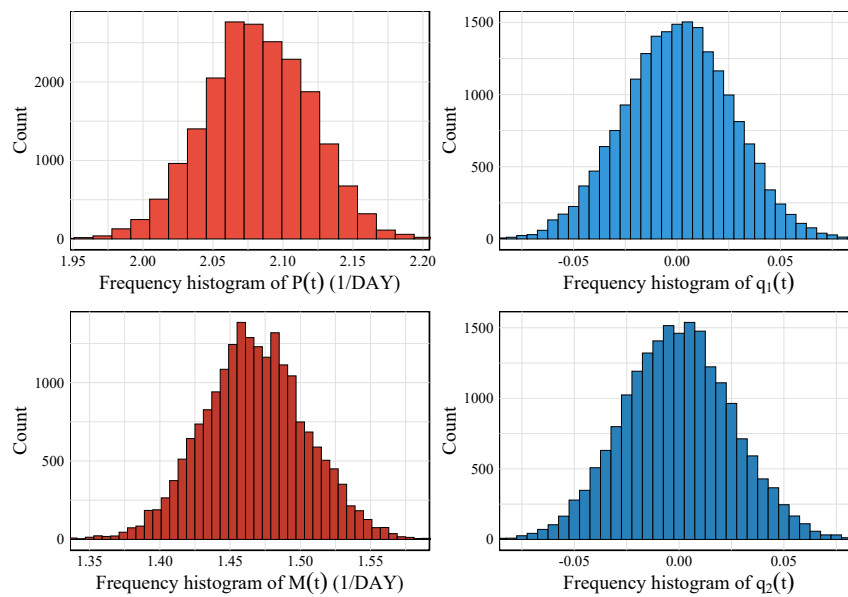 Count
2000
1000
0
1.95 2.00 2.05 2.10 2.15 2.20
Frequency histogram of P(t) (1/DAY)
Count
1500
1000
500
0
-0.05 0.00 0.05
Frequency histogram of q₁(t)
Count
1000
500
0
1.35 1.40 1.45 1.50 1.55
Frequency histogram of M(t) (1/DAY)
Count
1500
1000
500
0
-0.05 0.00 0.05
Frequency histogram of q₂(t)